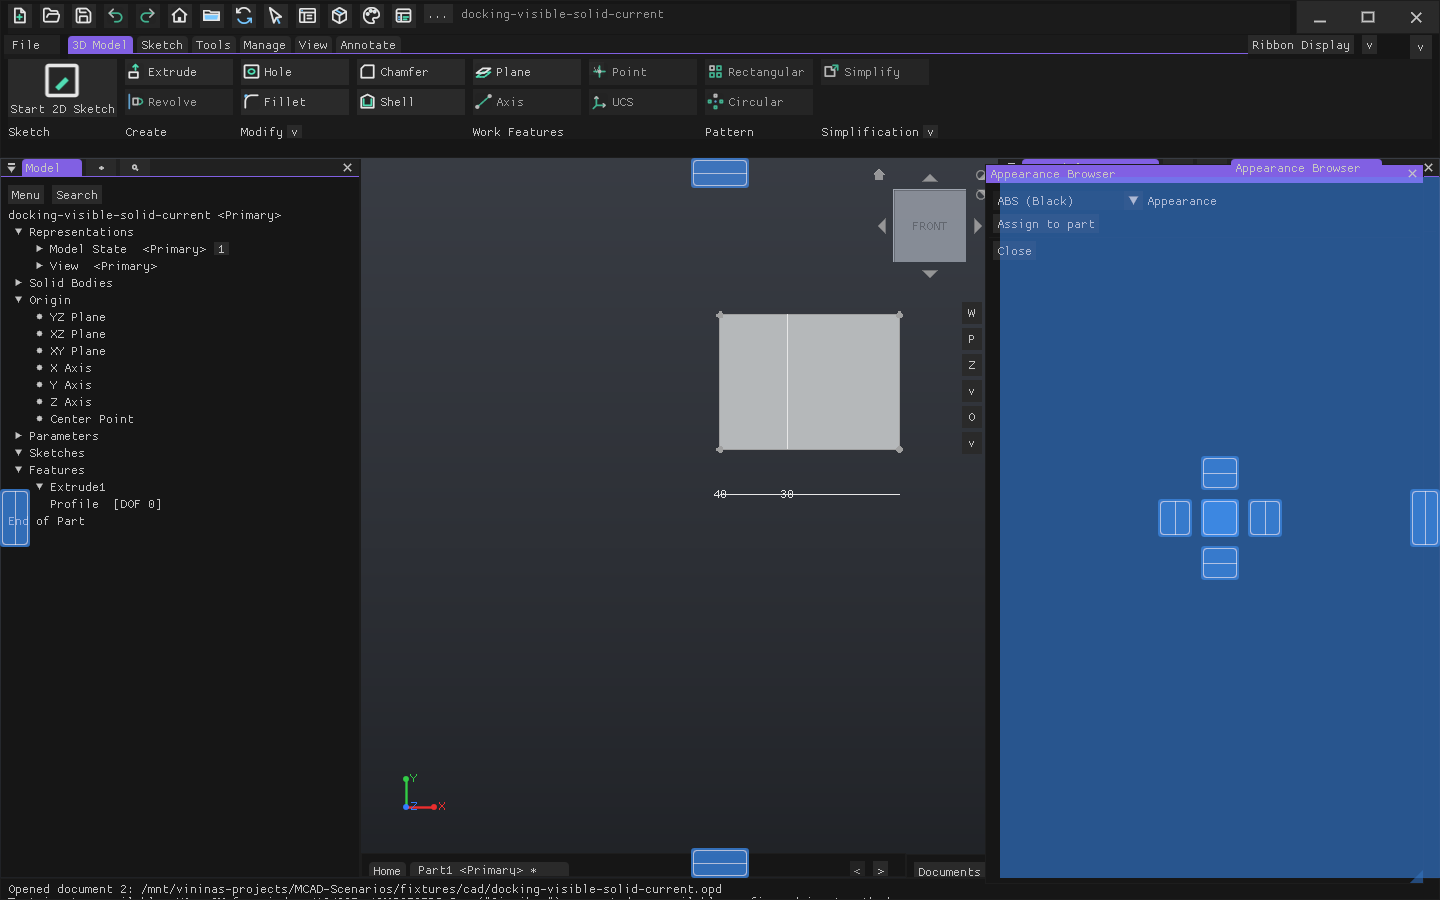 ... docking-visible-solid-current
File 3D Model Sketch Tools Manage View Annotate Ribbon Display v v
Extrude Hole Chamfer Plane Point Rectangular Simplify
Start 2D Sketch Revolve Fillet Shell Axis UCS Circular
Sketch Create Modify v Work Features Pattern Simplification v
Model
Menu Search
docking-visible-solid-current <Primary>
Representations
Model State <Primary> 1
View <Primary>
Solid Bodies
Origin
YZ Plane
XZ Plane
XY Plane
X Axis
Y Axis
Z Axis
Center Point
Parameters
Sketches
Features
Extrude1
Profile [DOF 0]
End of Part
FRONT
W
P
Z
v
O
v
40 30
Y
Z X
Appearance Browser
Appearance Browser
ABS (Black) Appearance
Assign to part
Close
Home Part1 <Primary> * < > Documents
Opened document 2: /mnt/vininas-projects/MCAD-Scenarios/fixtures/cad/docking-visible-solid-current.opd